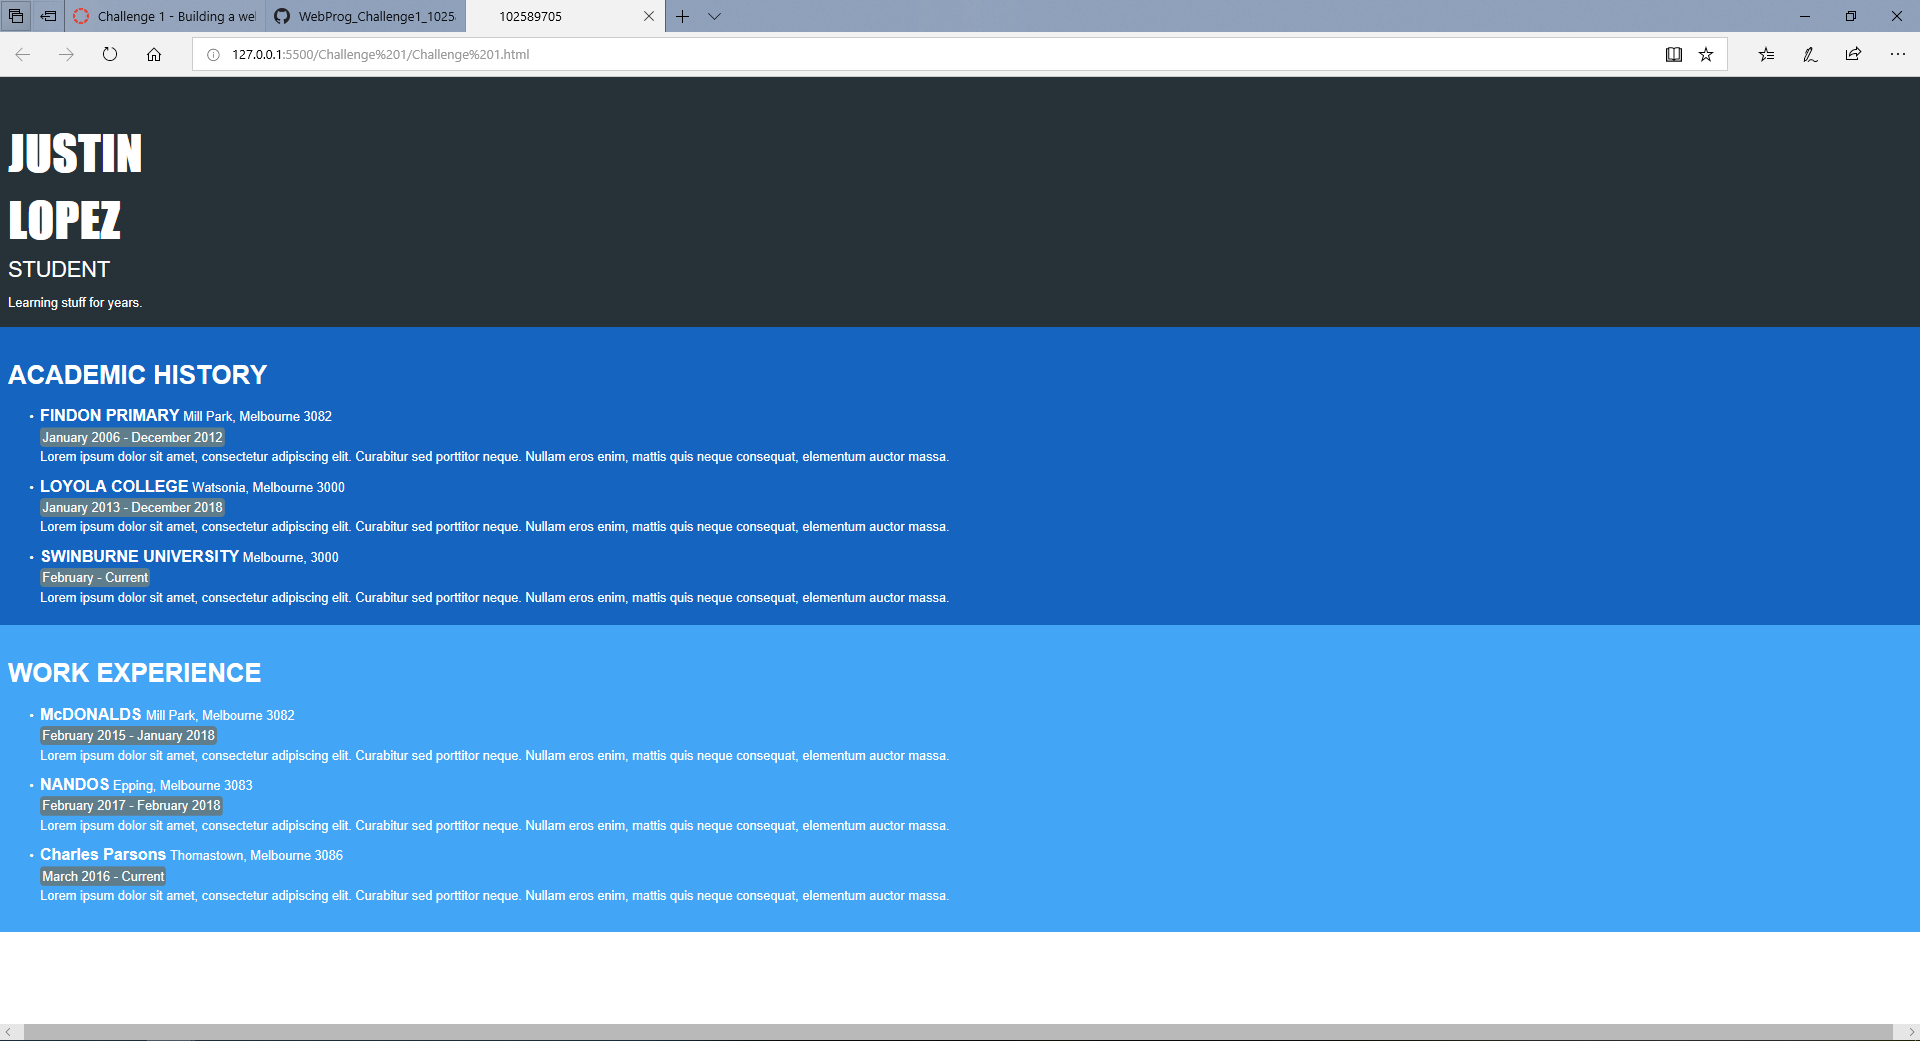 Challenge 1 - Building a wel
WebProg_Challenge1_1025
102589705
127.0.0.1:5500/Challenge%201/Challenge%201.html
JUSTIN
LOPEZ
STUDENT
Learning stuff for years.
ACADEMIC HISTORY
• FINDON PRIMARY Mill Park, Melbourne 3082
January 2006 - December 2012
Lorem ipsum dolor sit amet, consectetur adipiscing elit. Curabitur sed porttitor neque. Nullam eros enim, mattis quis neque consequat, elementum auctor massa.
• LOYOLA COLLEGE Watsonia, Melbourne 3000
January 2013 - December 2018
Lorem ipsum dolor sit amet, consectetur adipiscing elit. Curabitur sed porttitor neque. Nullam eros enim, mattis quis neque consequat, elementum auctor massa.
• SWINBURNE UNIVERSITY Melbourne, 3000
February - Current
Lorem ipsum dolor sit amet, consectetur adipiscing elit. Curabitur sed porttitor neque. Nullam eros enim, mattis quis neque consequat, elementum auctor massa.
WORK EXPERIENCE
• McDONALDS Mill Park, Melbourne 3082
February 2015 - January 2018
Lorem ipsum dolor sit amet, consectetur adipiscing elit. Curabitur sed porttitor neque. Nullam eros enim, mattis quis neque consequat, elementum auctor massa.
• NANDOS Epping, Melbourne 3083
February 2017 - February 2018
Lorem ipsum dolor sit amet, consectetur adipiscing elit. Curabitur sed porttitor neque. Nullam eros enim, mattis quis neque consequat, elementum auctor massa.
• Charles Parsons Thomastown, Melbourne 3086
March 2016 - Current
Lorem ipsum dolor sit amet, consectetur adipiscing elit. Curabitur sed porttitor neque. Nullam eros enim, mattis quis neque consequat, elementum auctor massa.